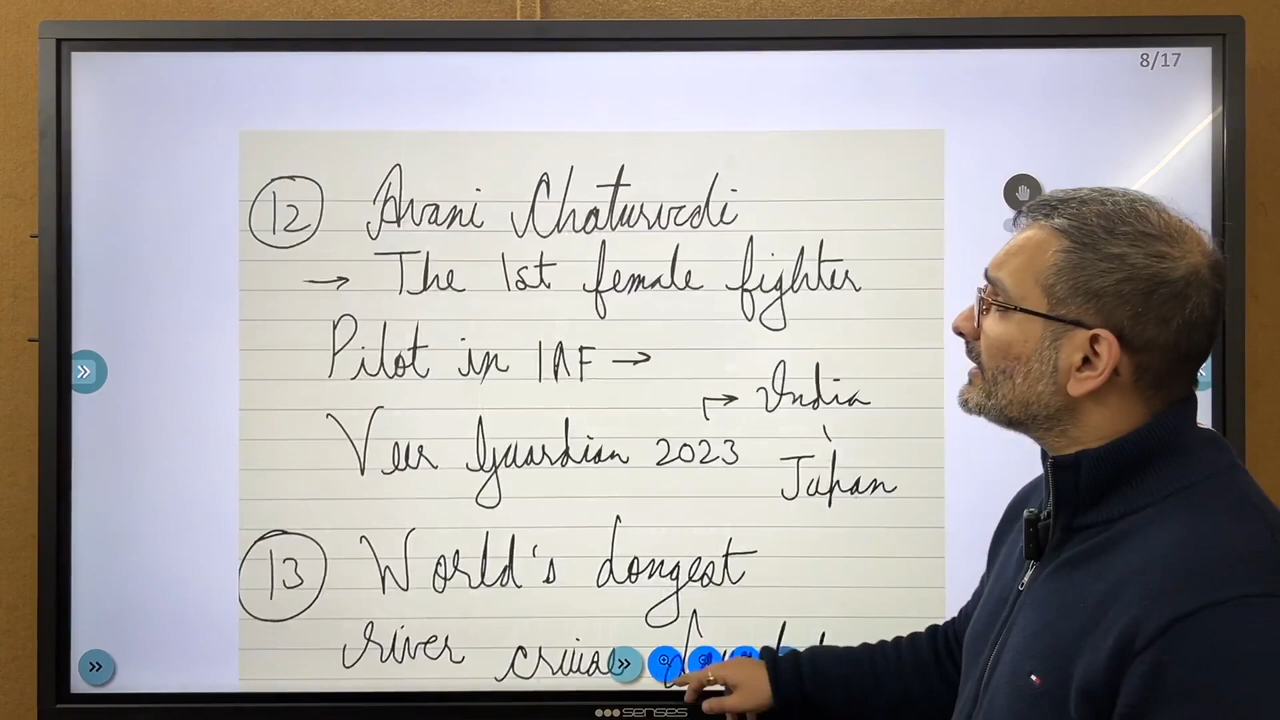 8/17
12 Avani Chaturvedi
→ The 1st female fighter
Pilot in IAF →
→ India
Veer Guardian 2023
Japan
13 World's Longest
river cruise
senses